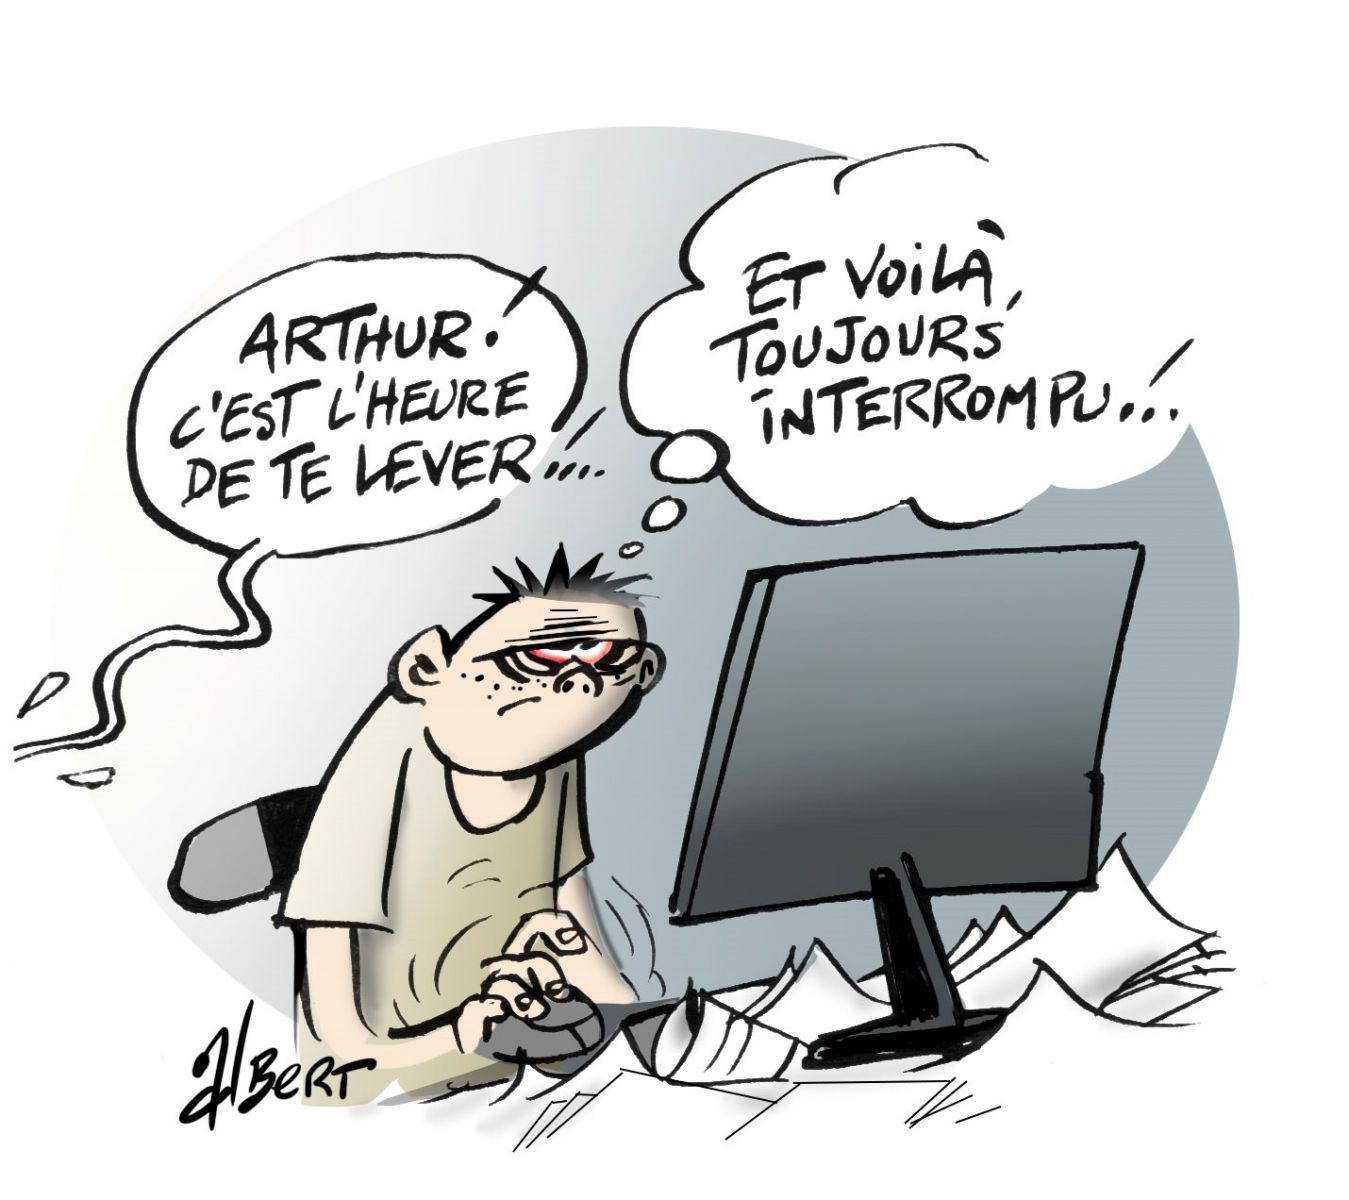 ARTHUR!
C'EST L'HEURE
DE TE LEVER!...
ET VOILÀ,
TOUJOURS
INTERROMPU!...
AlBERT